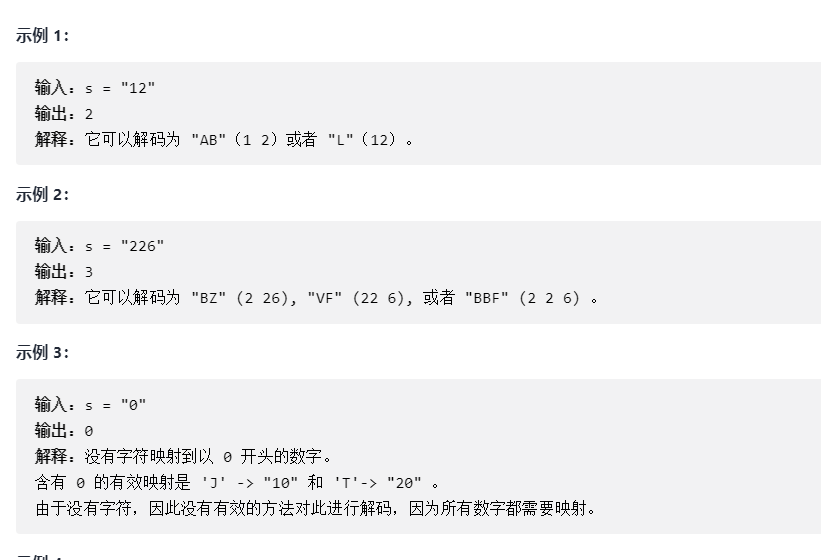 示例 1：
输入：s = "12"
输出：2
解释：它可以解码为 "AB"（1 2）或者 "L"（12）。
示例 2：
输入：s = "226"
输出：3
解释：它可以解码为 "BZ" (2 26), "VF" (22 6), 或者 "BBF" (2 2 6) 。
示例 3：
输入：s = "0"
输出：0
解释：没有字符映射到以 0 开头的数字。
含有 0 的有效映射是 'J' -> "10" 和 'T'-> "20" 。
由于没有字符，因此没有有效的方法对此进行解码，因为所有数字都需要映射。